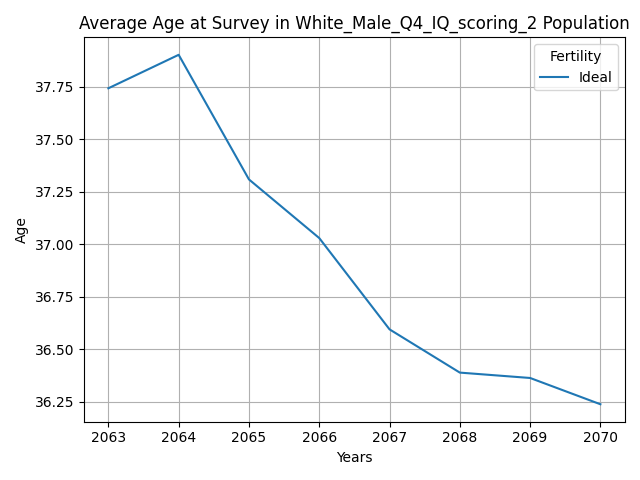 Average Age at Survey in White_Male_Q4_IQ_scoring_2 Population
Fertility
Ideal
37.75
37.50
37.25
37.00
36.75
36.50
36.25
Age
2063 2064 2065 2066 2067 2068 2069 2070
Years